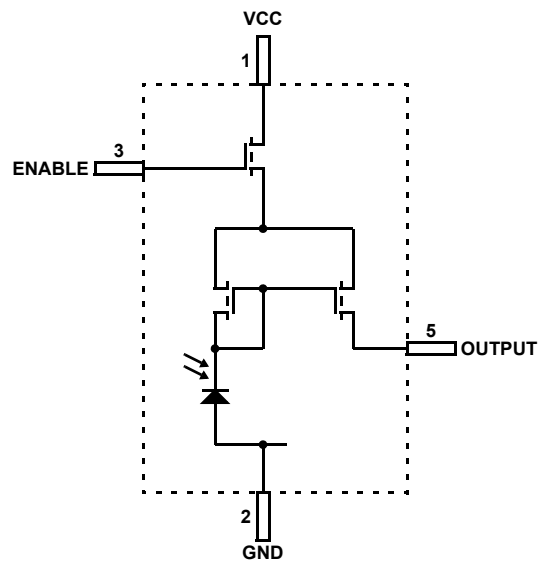 VCC
1
3
ENABLE
5
OUTPUT
2
GND